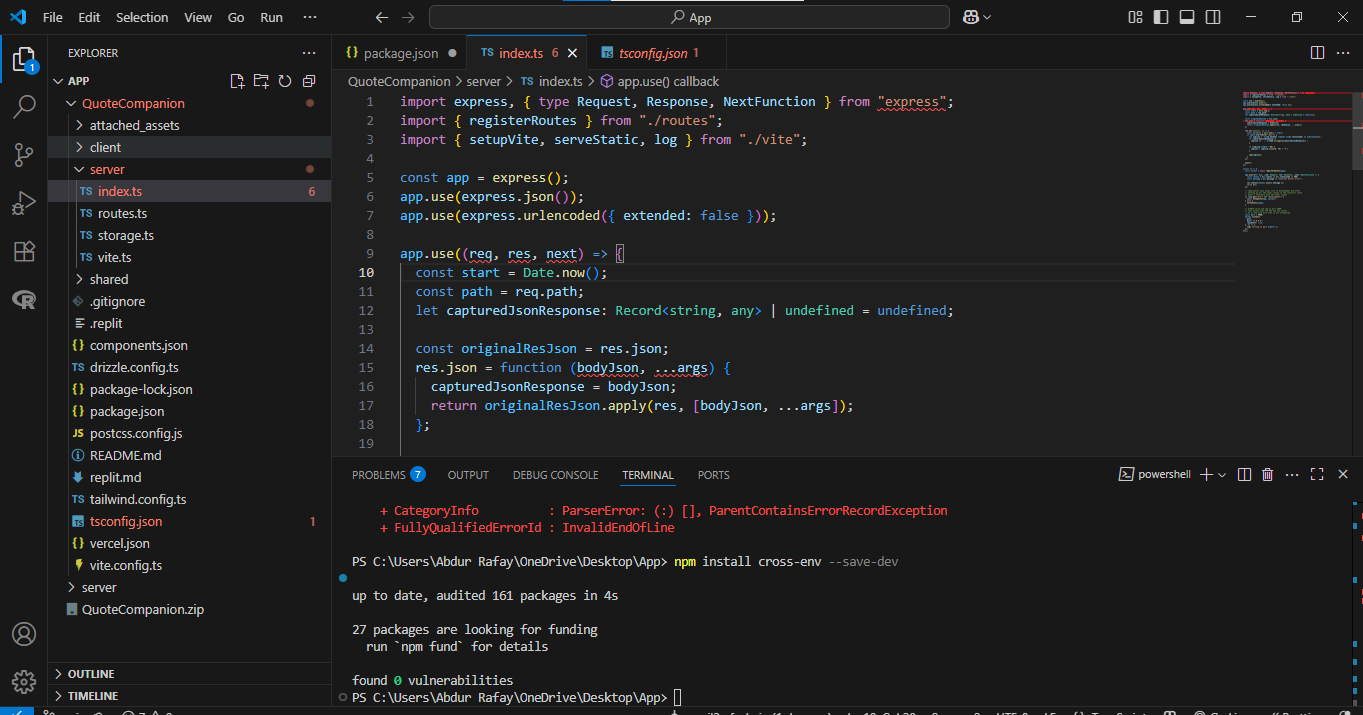 File Edit Selection View Go Run ··· App
EXPLORER ···
package.json
index.ts 6
tsconfig.json 1
APP
QuoteCompanion > server > TS index.ts > app.use() callback
QuoteCompanion
attached_assets
client
server
TS index.ts 6
TS routes.ts
TS storage.ts
TS vite.ts
shared
.gitignore
.replit
components.json
TS drizzle.config.ts
package-lock.json
package.json
JS postcss.config.js
README.md
replit.md
TS tailwind.config.ts
tsconfig.json 1
vercel.json
vite.config.ts
server
QuoteCompanion.zip
OUTLINE
TIMELINE
1 import express, { type Request, Response, NextFunction } from "express";
2 import { registerRoutes } from "./routes";
3 import { setupVite, serveStatic, log } from "./vite";
4
5 const app = express();
6 app.use(express.json());
7 app.use(express.urlencoded({ extended: false }));
8
9 app.use((req, res, next) => {
10 const start = Date.now();
11 const path = req.path;
12 let capturedJsonResponse: Record<string, any> | undefined = undefined;
13
14 const originalResJson = res.json;
15 res.json = function (bodyJson, ...args) {
16 capturedJsonResponse = bodyJson;
17 return originalResJson.apply(res, [bodyJson, ...args]);
18 };
19
PROBLEMS 7 OUTPUT DEBUG CONSOLE TERMINAL PORTS powershell
+ CategoryInfo : ParserError: (:) [], ParentContainsErrorRecordException
+ FullyQualifiedErrorId : InvalidEndOfLine
PS C:\Users\Abdur Rafay\OneDrive\Desktop\App> npm install cross-env --save-dev
up to date, audited 161 packages in 4s
27 packages are looking for funding
run `npm fund` for details
found 0 vulnerabilities
PS C:\Users\Abdur Rafay\OneDrive\Desktop\App>